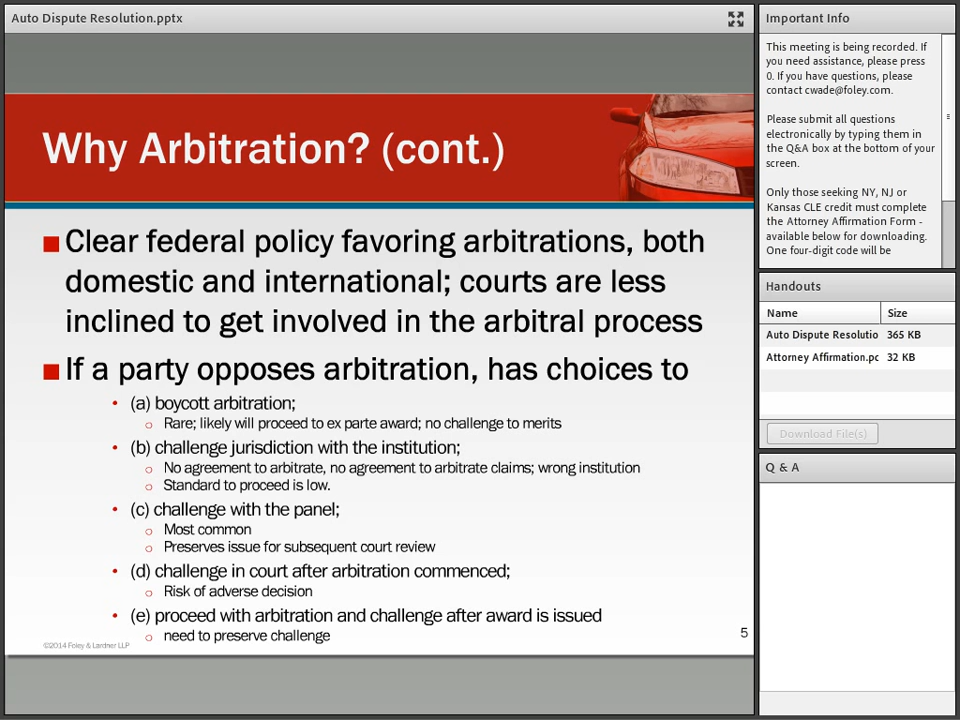 Auto Dispute Resolution.pptx
Why Arbitration? (cont.)
■ Clear federal policy favoring arbitrations, both
domestic and international; courts are less
inclined to get involved in the arbitral process
■ If a party opposes arbitration, has choices to
• (a) boycott arbitration;
o Rare; likely will proceed to ex parte award; no challenge to merits
• (b) challenge jurisdiction with the institution;
o No agreement to arbitrate, no agreement to arbitrate claims; wrong institution
o Standard to proceed is low.
• (c) challenge with the panel;
o Most common
o Preserves issue for subsequent court review
• (d) challenge in court after arbitration commenced;
o Risk of adverse decision
• (e) proceed with arbitration and challenge after award is issued
o need to preserve challenge
5
©2014 Foley & Lardner LLP
Important Info
This meeting is being recorded. If
you need assistance, please press
0. If you have questions, please
contact cwade@foley.com.
Please submit all questions
electronically by typing them in
the Q&A box at the bottom of your
screen.
Only those seeking NY, NJ or
Kansas CLE credit must complete
the Attorney Affirmation Form -
available below for downloading.
One four-digit code will be
Handouts
Name Size
Auto Dispute Resolutio 365 KB
Attorney Affirmation.pc 32 KB
Download File(s)
Q & A